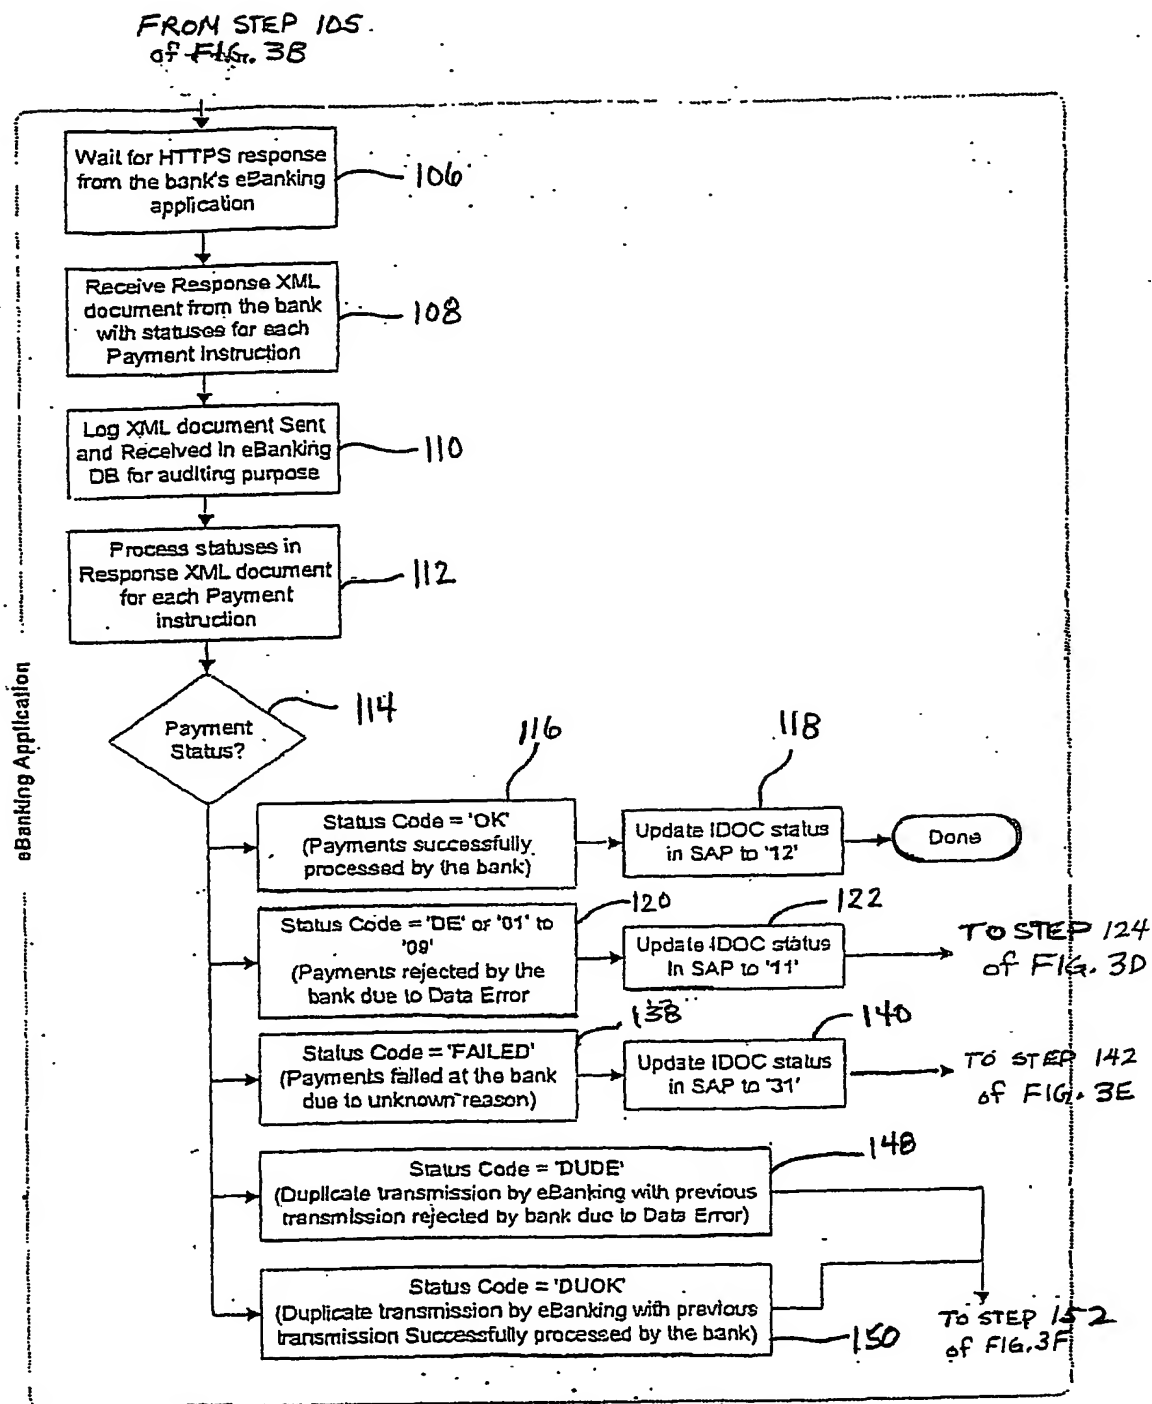 FROM STEP 105
of FIG. 3B
Wait for HTTPS response
from the bank's eBanking
application
106
Receive Response XML
document from the bank
with statuses for each
Payment Instruction
108
Log XML document Sent
and Received in eBanking
DB for auditing purpose
110
Process statuses in
Response XML document
for each Payment
instruction
112
eBanking Application
Payment
Status?
114
116
118
Status Code = 'OK'
(Payments successfully
processed by the bank)
Update IDOC status
in SAP to '12'
Done
120
122
Status Code = 'DE' or '01' to
'09'
(Payments rejected by the
bank due to Data Error
Update IDOC status
in SAP to '11'
TO STEP 124
of FIG. 3D
138
140
Status Code = 'FAILED'
(Payments failed at the bank
due to unknown reason)
Update IDOC status
in SAP to '31'
TO STEP 142
of FIG. 3E
148
Status Code = 'DUDE'
(Duplicate transmission by eBanking with previous
transmission rejected by bank due to Data Error)
Status Code = 'DUOK'
(Duplicate transmission by eBanking with previous
transmission Successfully processed by the bank)
150
TO STEP 152
of FIG. 3F